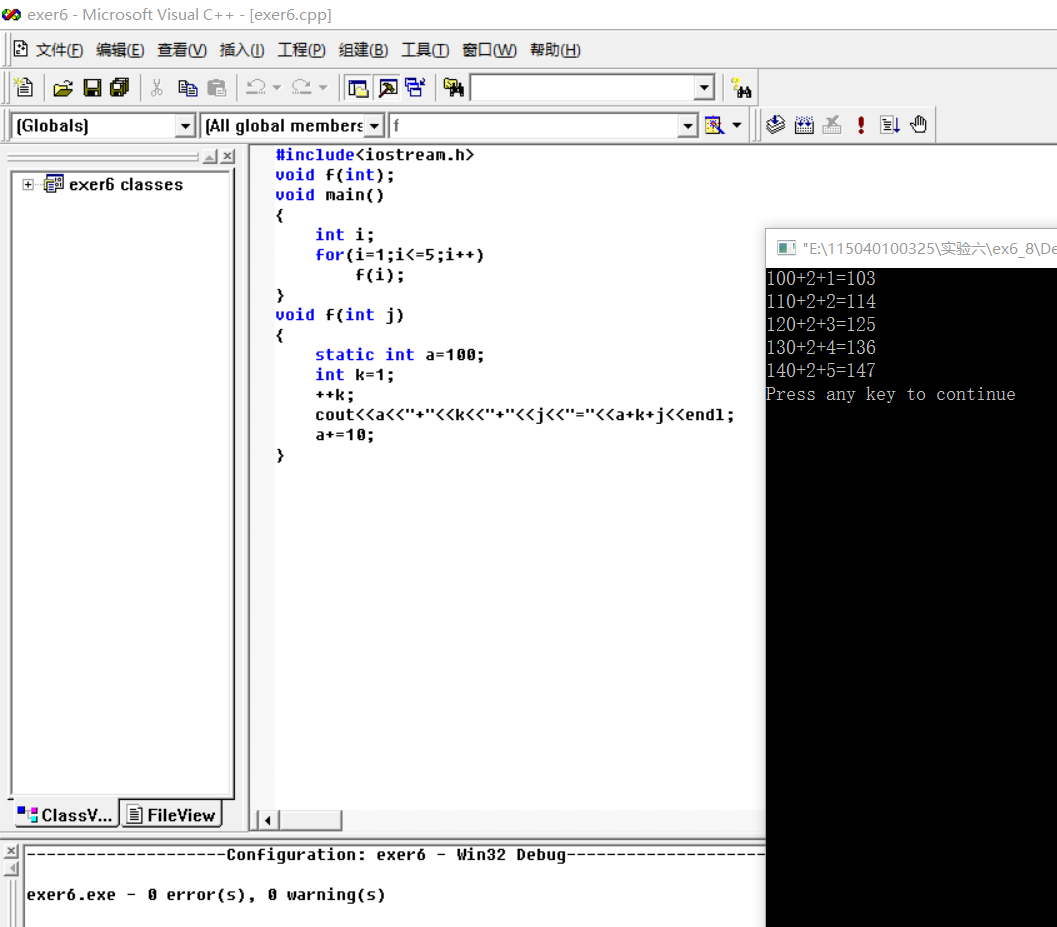 exer6 - Microsoft Visual C++ - [exer6.cpp]
文件(F) 编辑(E) 查看(V) 插入(I) 工程(P) 组建(B) 工具(T) 窗口(W) 帮助(H)
(Globals) (All global members f
exer6 classes
#include<iostream.h>
void f(int);
void main()
{
    int i;
    for(i=1;i<=5;i++)
        f(i);
}
void f(int j)
{
    static int a=100;
    int k=1;
    ++k;
    cout<<a<<"+"<<k<<"+"<<j<<"="<<a+k+j<<endl;
    a+=10;
}
"E:\115040100325\实验六\ex6_8\De
100+2+1=103
110+2+2=114
120+2+3=125
130+2+4=136
140+2+5=147
Press any key to continue
ClassV... FileView
--------------------Configuration: exer6 - Win32 Debug--------------------
exer6.exe - 0 error(s), 0 warning(s)